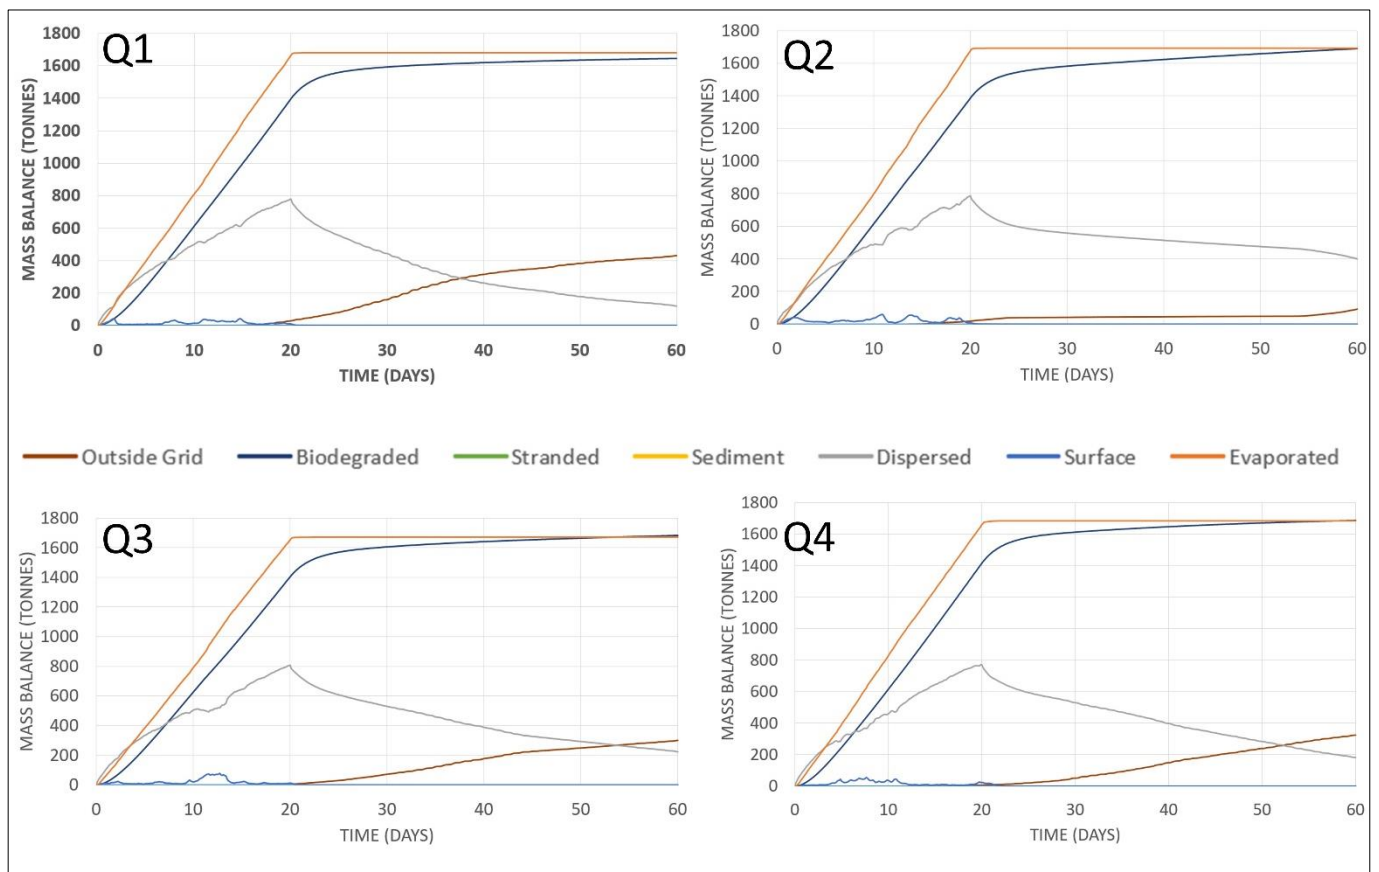 Q1
MASS BALANCE (TONNES)
1800
1600
1400
1200
1000
800
600
400
200
0
0 10 20 30 40 50 60
TIME (DAYS)
Q2
MASS BALANCE (TONNES)
1800
1600
1400
1200
1000
800
600
400
200
0
0 10 20 30 40 50 60
TIME (DAYS)
Outside Grid Biodegraded Stranded Sediment Dispersed Surface Evaporated
Q3
MASS BALANCE (TONNES)
1800
1600
1400
1200
1000
800
600
400
200
0
0 10 20 30 40 50 60
TIME (DAYS)
Q4
MASS BALANCE (TONNES)
1800
1600
1400
1200
1000
800
600
400
200
0
0 10 20 30 40 50 60
TIME (DAYS)